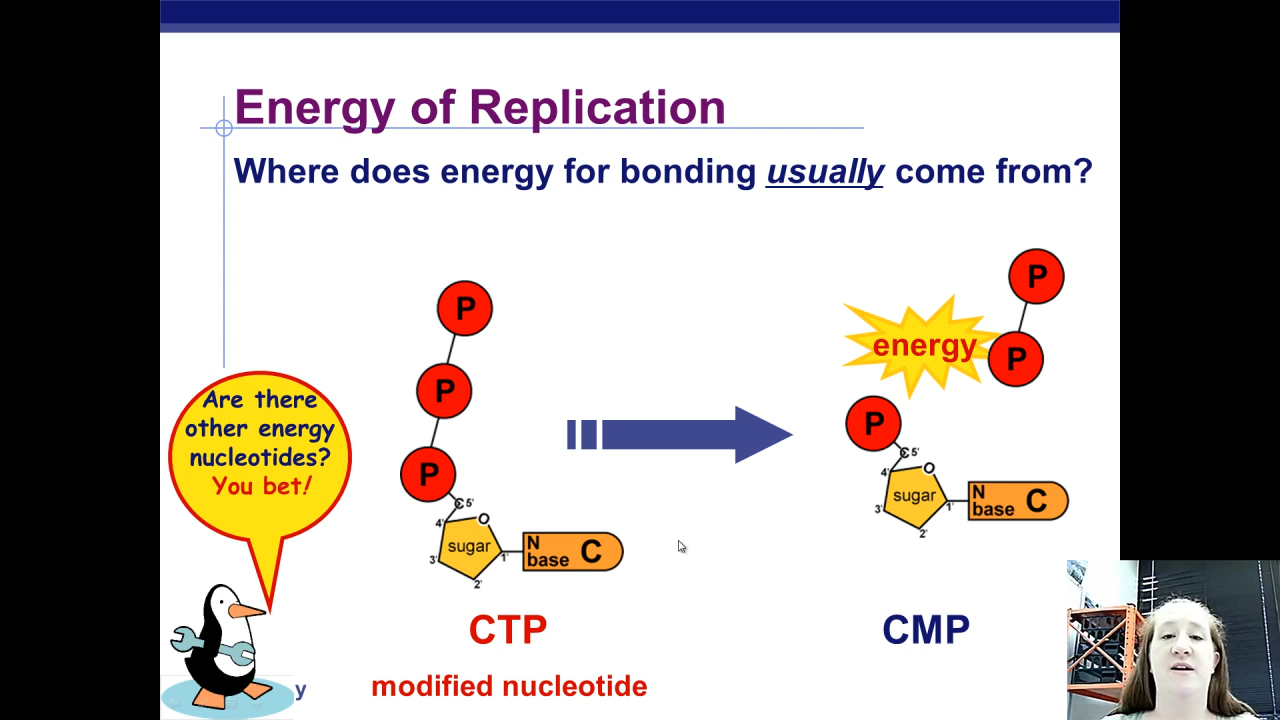 Energy of Replication
Where does energy for bonding usually come from?
P
P
P
C 5'
4'
O
sugar
3'
1'
2'
N
base C
CTP
modified nucleotide
energy
P
P
P
C 5'
4'
O
sugar
3'
1'
2'
N
base C
CMP
Are there
other energy
nucleotides?
You bet!
y